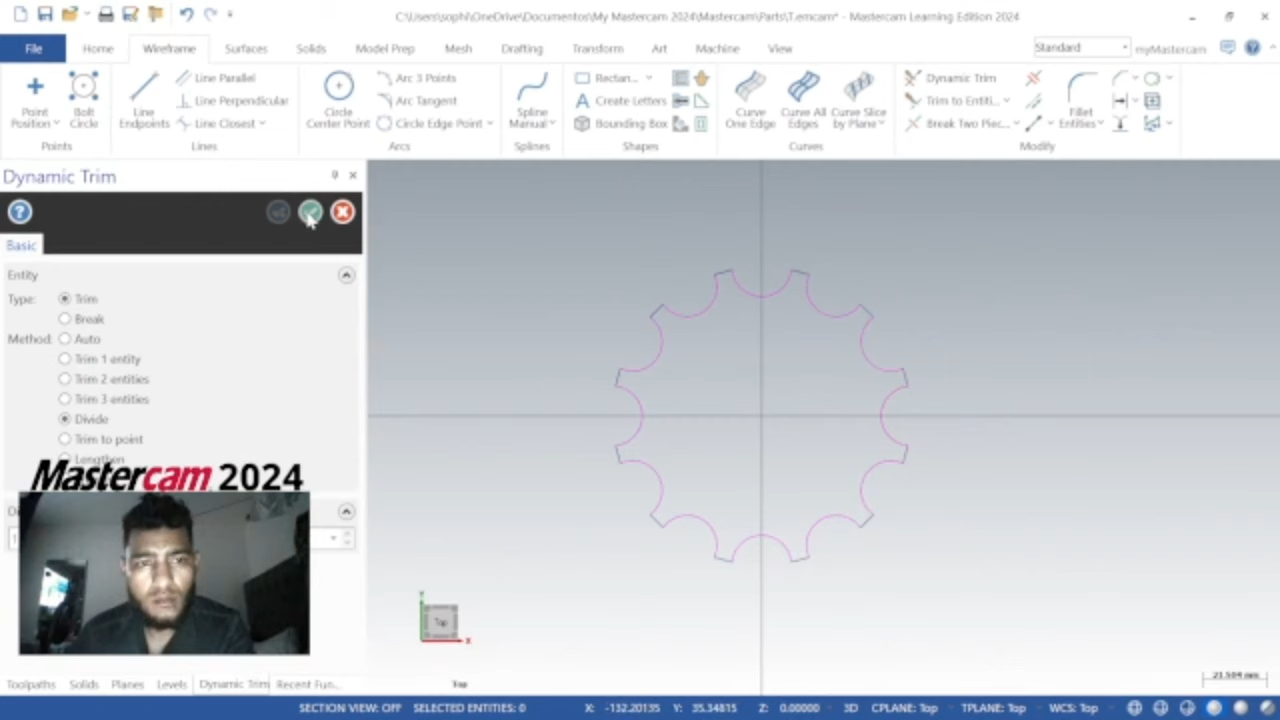 C:\Users\sophi\OneDrive\Documentos\My Mastercam 2024\Mastercam\Parts\T.emcam* - Mastercam Learning Edition 2024
File Home Wireframe Surfaces Solids Model Prep Mesh Drafting Transform Art Machine View Standard myMastercam
Point Position
Bolt Circle
Points
Line Endpoints
Line Parallel
Line Perpendicular
Line Closest
Lines
Circle Center Point
Arc 3 Points
Arc Tangent
Circle Edge Point
Arcs
Spline Manual
Splines
Rectan...
Create Letters
Bounding Box
Shapes
Curve One Edge
Curve All Edges
Curve Slice by Plane
Curves
Dynamic Trim
Trim to Entiti...
Break Two Piec...
Fillet Entities
Modify
Dynamic Trim
Basic
Entity
Type: Trim
Break
Method: Auto
Trim 1 entity
Trim 2 entities
Trim 3 entities
Divide
Trim to point
Lengthen
Mastercam 2024
Y
Top
X
Toolpaths Solids Planes Levels Dynamic Trim Recent Fun...
Top
21.504 mm
SECTION VIEW: OFF SELECTED ENTITIES: 0 X: -132.20135 Y: 35.34815 Z: 0.00000 3D CPLANE: Top TPLANE: Top WCS: Top